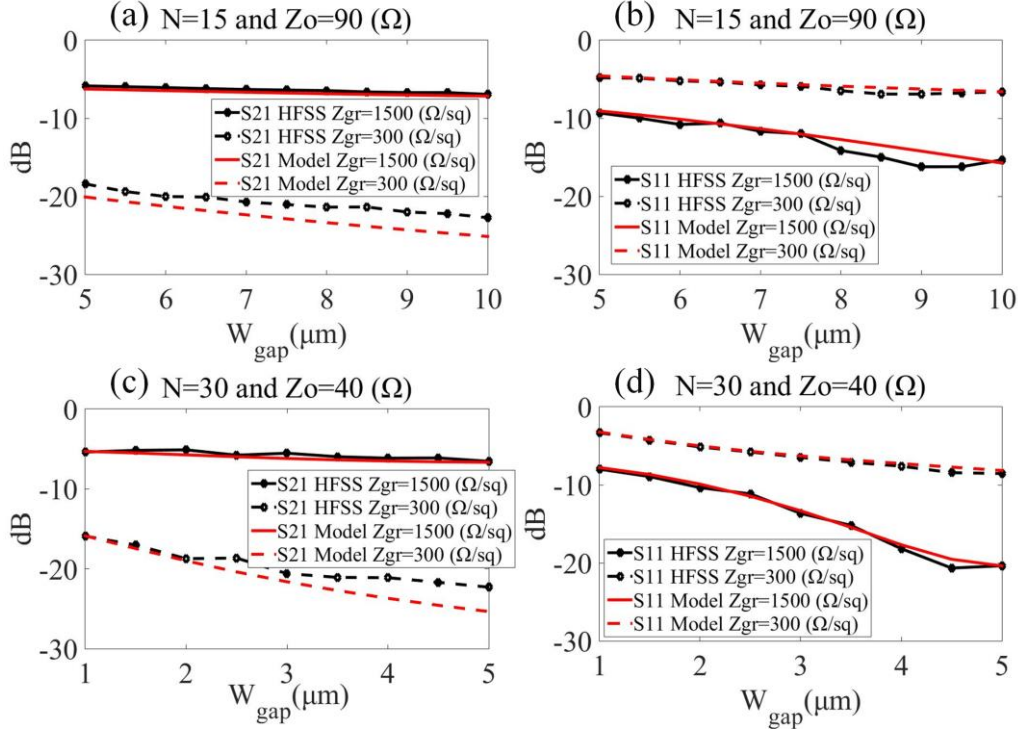 (a) N=15 and Zo=90 (Ω)
0
-10
-20
-30
dB
S21 HFSS Zgr=1500 (Ω/sq)
S21 HFSS Zgr=300 (Ω/sq)
S21 Model Zgr=1500 (Ω/sq)
S21 Model Zgr=300 (Ω/sq)
5 6 7 8 9 10
W_gap(μm)
(b) N=15 and Zo=90 (Ω)
0
-10
-20
-30
dB
S11 HFSS Zgr=1500 (Ω/sq)
S11 HFSS Zgr=300 (Ω/sq)
S11 Model Zgr=1500 (Ω/sq)
S11 Model Zgr=300 (Ω/sq)
5 6 7 8 9 10
W_gap(μm)
(c) N=30 and Zo=40 (Ω)
0
-10
-20
-30
dB
S21 HFSS Zgr=1500 (Ω/sq)
S21 HFSS Zgr=300 (Ω/sq)
S21 Model Zgr=1500 (Ω/sq)
S21 Model Zgr=300 (Ω/sq)
1 2 3 4 5
W_gap(μm)
(d) N=30 and Zo=40 (Ω)
0
-10
-20
-30
dB
S11 HFSS Zgr=1500 (Ω/sq)
S11 HFSS Zgr=300 (Ω/sq)
S11 Model Zgr=1500 (Ω/sq)
S11 Model Zgr=300 (Ω/sq)
1 2 3 4 5
W_gap(μm)